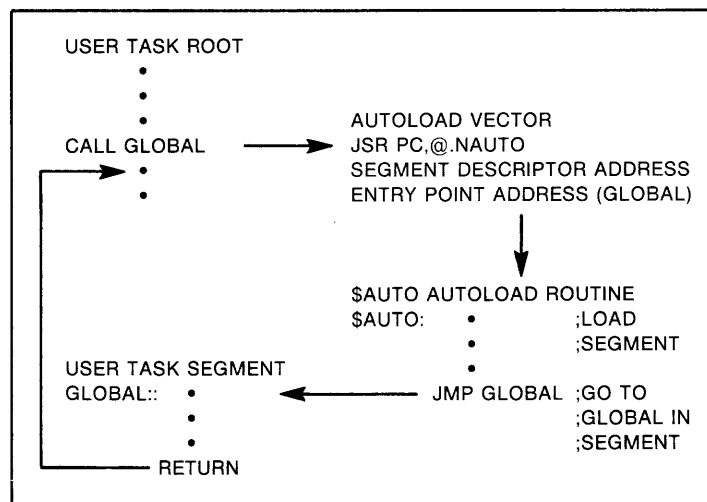 USER TASK ROOT
•
•
•
CALL GLOBAL
•
•
AUTOLOAD VECTOR
JSR PC,@.NAUTO
SEGMENT DESCRIPTOR ADDRESS
ENTRY POINT ADDRESS (GLOBAL)
$AUTO AUTOLOAD ROUTINE
$AUTO: • ;LOAD
• ;SEGMENT
•
JMP GLOBAL ;GO TO
;GLOBAL IN
;SEGMENT
USER TASK SEGMENT
GLOBAL:: •
•
•
RETURN